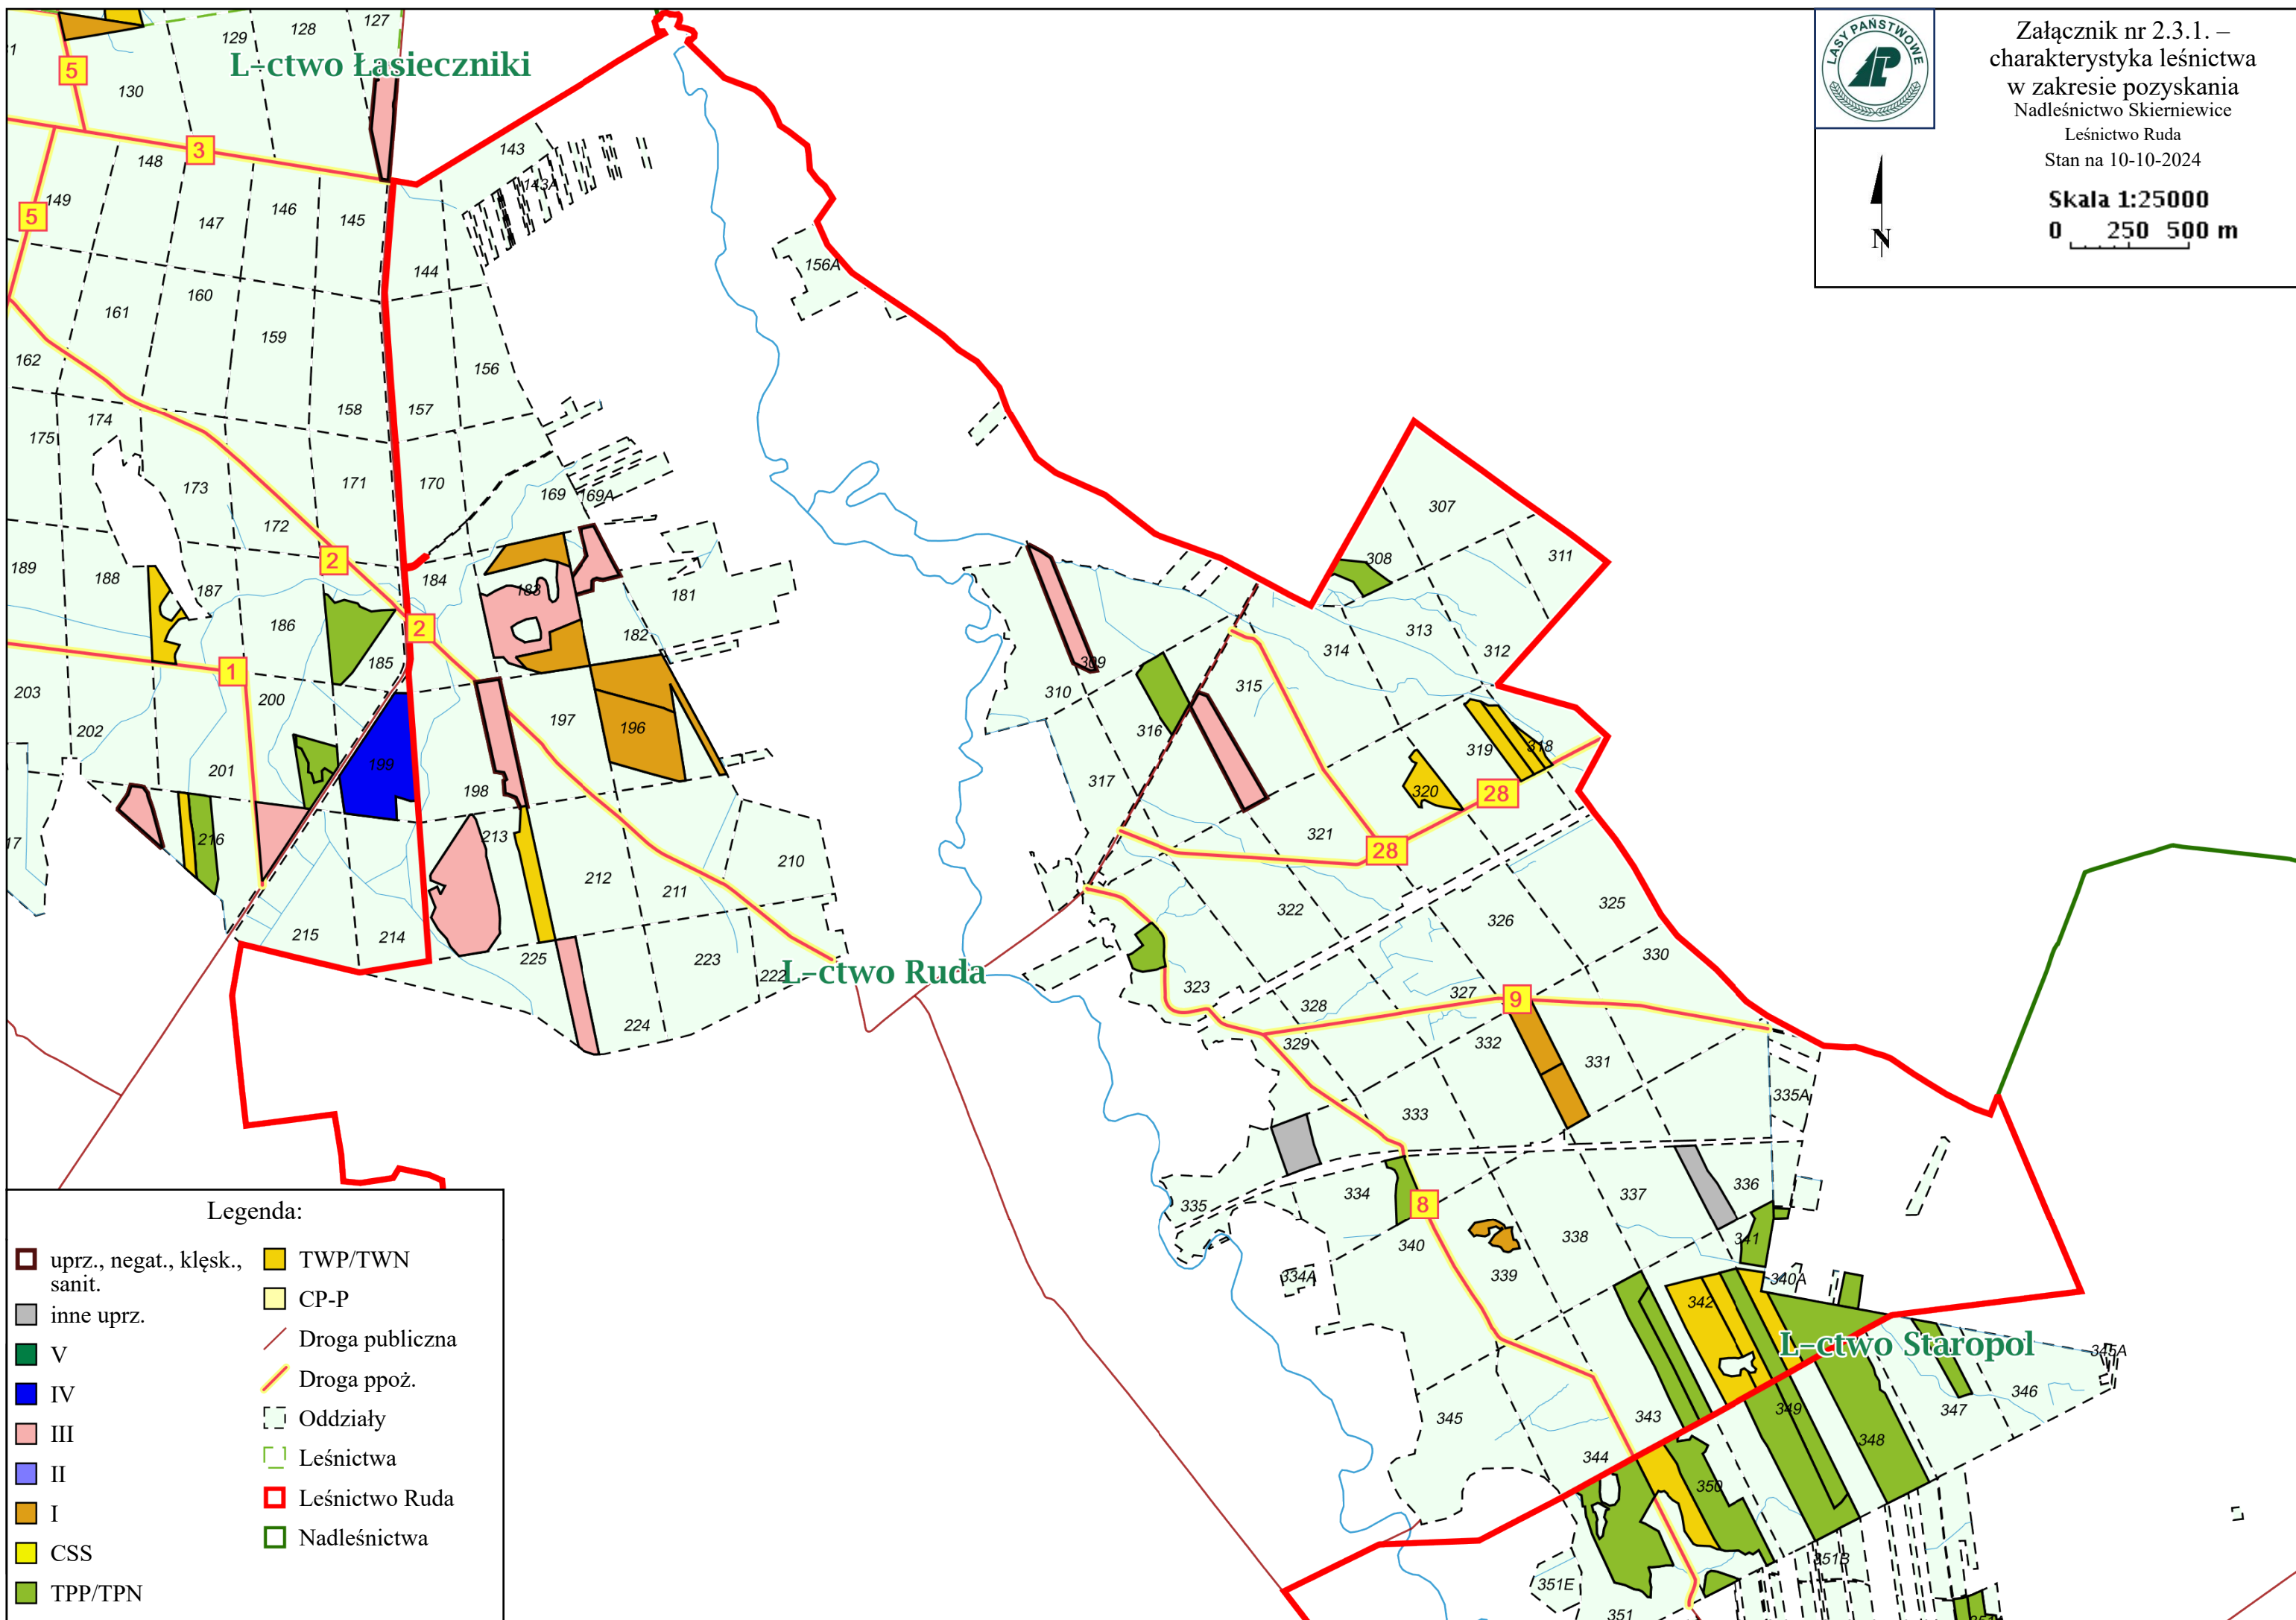 LASY PAŃSTWOWE
Załącznik nr 2.3.1. –
charakterystyka leśnictwa
w zakresie pozyskania
Nadleśnictwo Skierniewice
Leśnictwo Ruda
Stan na 10-10-2024
N
Skala 1:25000
0 250 500 m
L-ctwo Łasieczniki
127
128
129
130
5
3
148
149
5
147
146
145
143
143A
144
156A
161
160
159
162
156
158
157
174
175
173
171
170
169
169A
172
2
189
188
187
184
183
181
186
2
182
185
1
203
202
200
201
199
197
196
198
213
216
212
211
210
215
214
225
223
222
224
L-ctwo Ruda
307
308
311
309
310
313
314
312
315
316
317
319
318
320
28
28
321
322
323
325
326
330
327
9
328
329
332
331
333
335A
334
335
8
337
336
334A
340
339
338
341
340A
342
L-ctwo Staropol
345A
346
347
345
343
349
348
344
350
351B
351E
351
Legenda:
uprz., negat., klęsk.,
sanit.
inne uprz.
V
IV
III
II
I
CSS
TPP/TPN
TWP/TWN
CP-P
Droga publiczna
Droga ppoż.
Oddziały
Leśnictwa
Leśnictwo Ruda
Nadleśnictwa